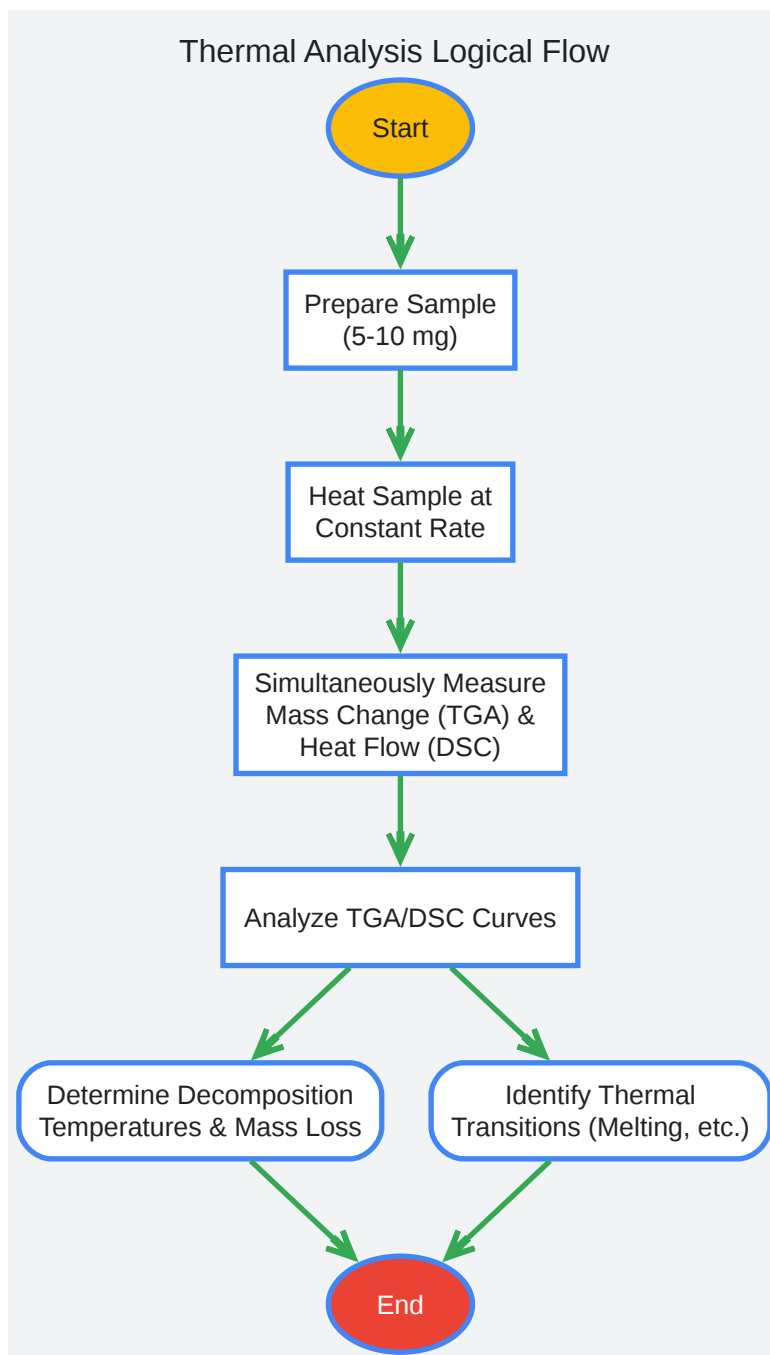 Thermal Analysis Logical Flow
Start
Prepare Sample
(5-10 mg)
Heat Sample at
Constant Rate
Simultaneously Measure
Mass Change (TGA) &
Heat Flow (DSC)
Analyze TGA/DSC Curves
Determine Decomposition
Temperatures & Mass Loss
Identify Thermal
Transitions (Melting, etc.)
End